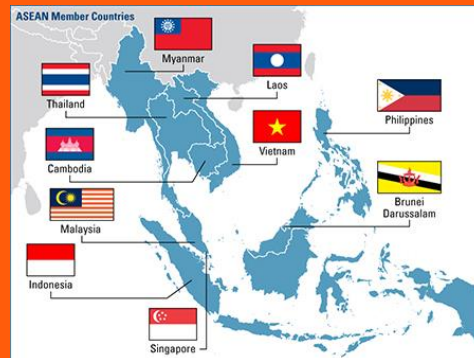 ASEAN Member Countries
Myanmar
Laos
Thailand
Philippines
Vietnam
Cambodia
Brunei
Darussalam
Malaysia
Indonesia
Singapore